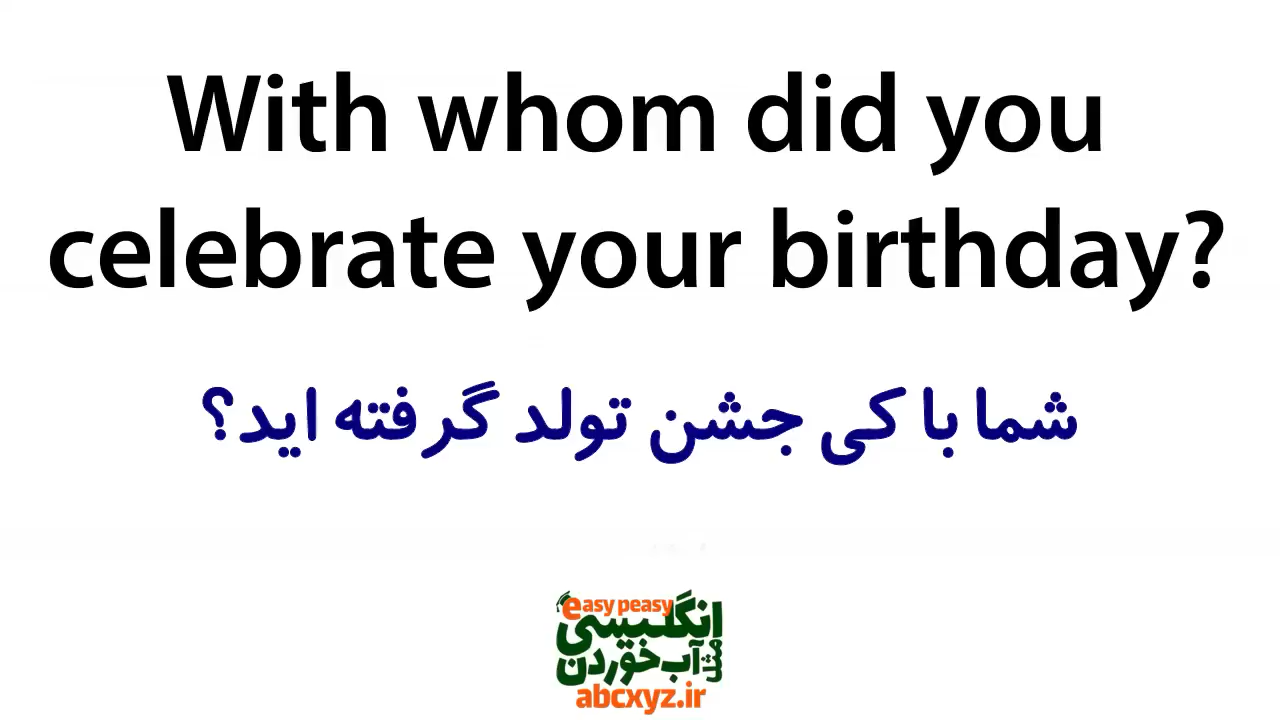 With whom did you
celebrate your birthday?
شما با کی جشن تولد گرفته اید؟
easy peasy
انگلیسی
مثل
آب خوردن
abcxyz.ir